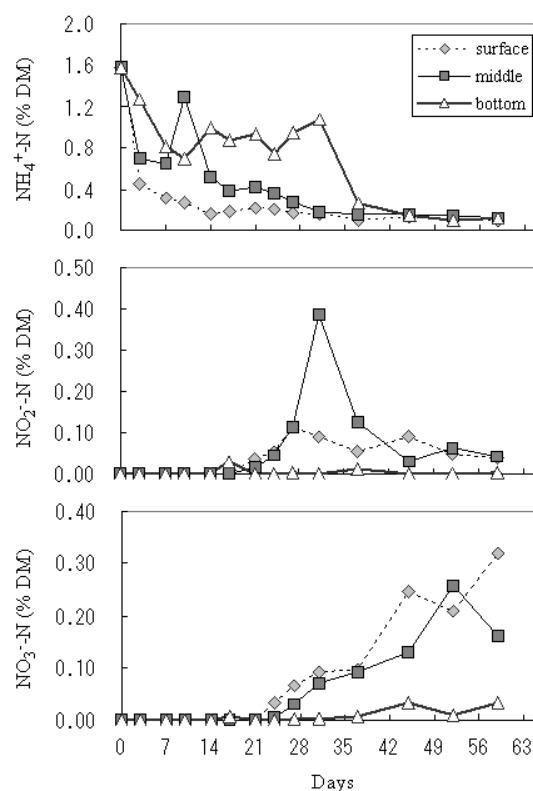 surface
middle
bottom
NH4+-N (% DM)
2.0
1.6
1.2
0.8
0.4
0.0
NO2--N (% DM)
0.50
0.40
0.30
0.20
0.10
0.00
NO3--N (% DM)
0.40
0.30
0.20
0.10
0.00
0 7 14 21 28 35 42 49 56 63
Days